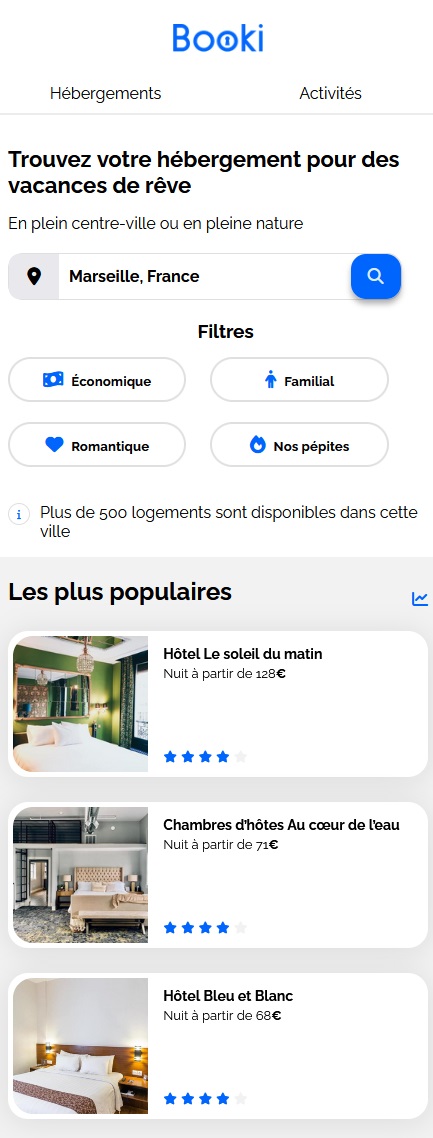 Booki
Hébergements Activités
Trouvez votre hébergement pour des
vacances de rêve
En plein centre-ville ou en pleine nature
Marseille, France
Filtres
Économique Familial
Romantique Nos pépites
i Plus de 500 logements sont disponibles dans cette
ville
Les plus populaires
Hôtel Le soleil du matin
Nuit à partir de 128€
Chambres d'hôtes Au cœur de l'eau
Nuit à partir de 71€
Hôtel Bleu et Blanc
Nuit à partir de 68€